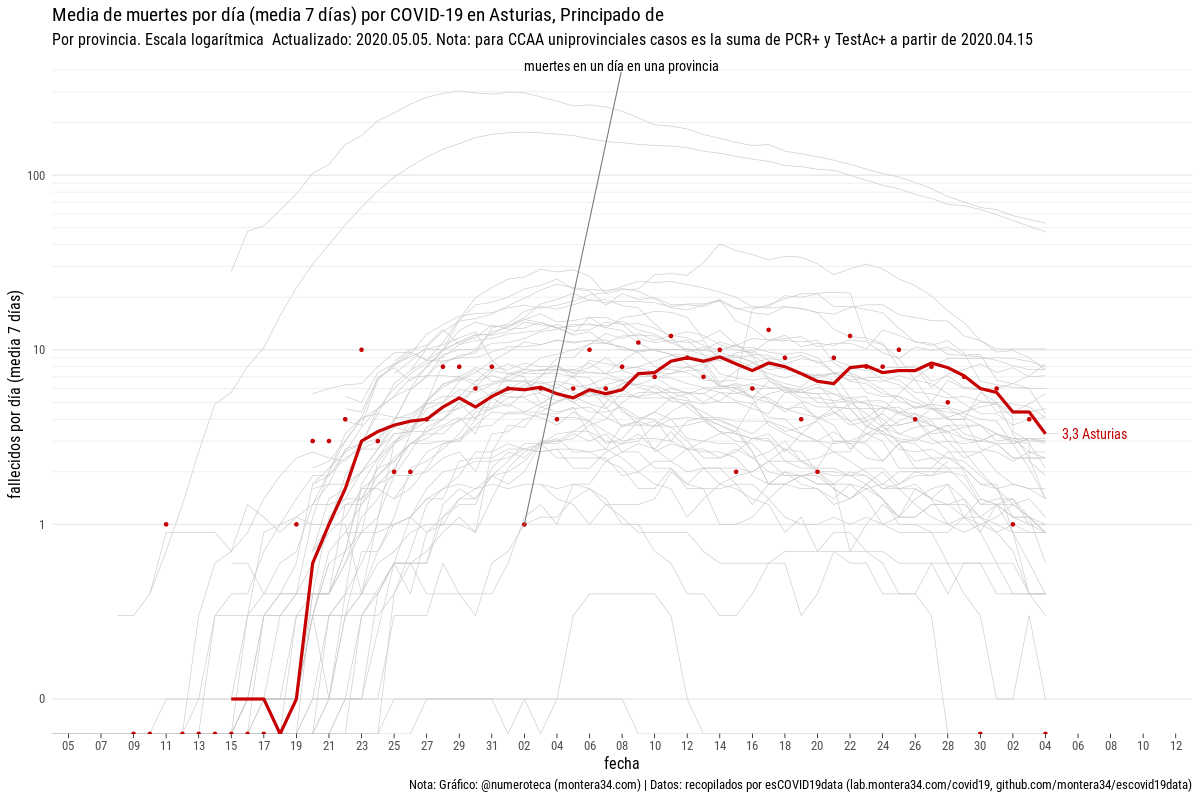 Media de muertes por día (media 7 días) por COVID-19 en Asturias, Principado de
Por provincia. Escala logarítmica  Actualizado: 2020.05.05. Nota: para CCAA uniprovinciales casos es la suma de PCR+ y TestAc+ a partir de 2020.04.15
muertes en un día en una provincia
fallecidos por día (media 7 días)
100
10
1
0
3,3 Asturias
05 07 09 11 13 15 17 19 21 23 25 27 29 31 02 04 06 08 10 12 14 16 18 20 22 24 26 28 30 02 04 06 08 10 12
fecha
Nota: Gráfico: @numeroteca (montera34.com) | Datos: recopilados por esCOVID19data (lab.montera34.com/covid19, github.com/montera34/escovid19data)